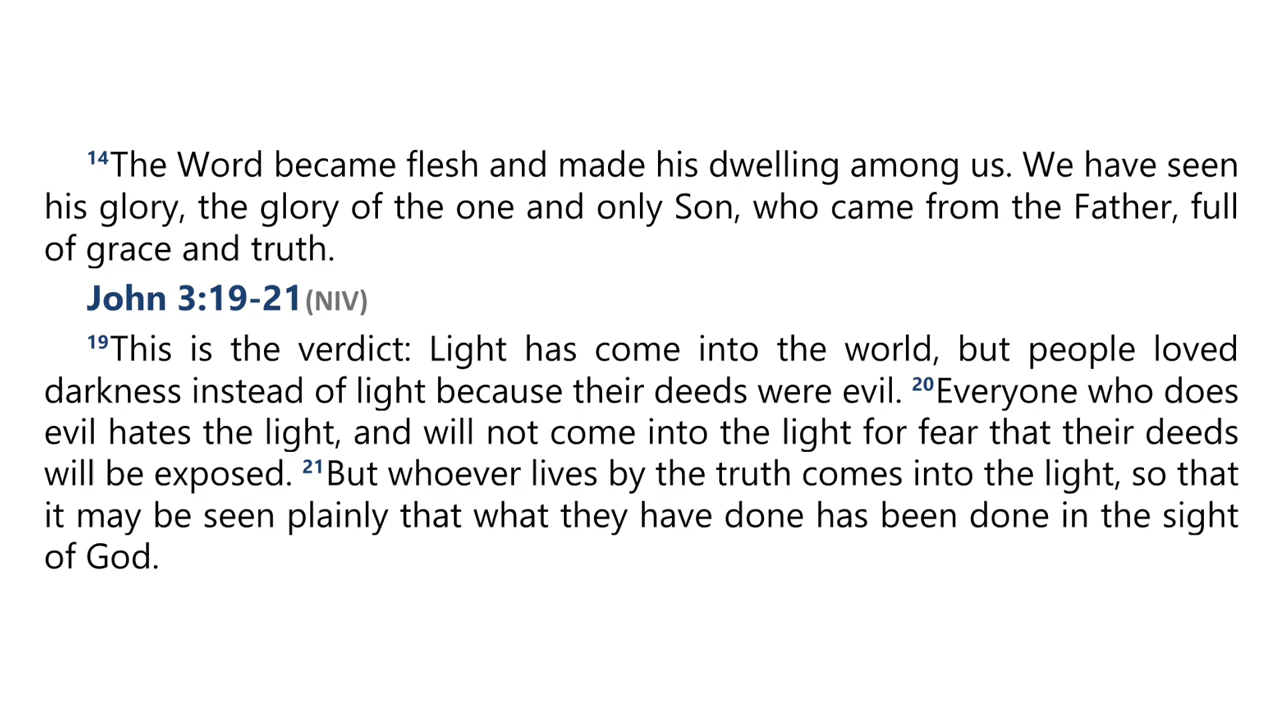 14The Word became flesh and made his dwelling among us. We have seen
his glory, the glory of the one and only Son, who came from the Father, full
of grace and truth.
John 3:19-21(NIV)
19This is the verdict: Light has come into the world, but people loved
darkness instead of light because their deeds were evil. 20Everyone who does
evil hates the light, and will not come into the light for fear that their deeds
will be exposed. 21But whoever lives by the truth comes into the light, so that
it may be seen plainly that what they have done has been done in the sight
of God.